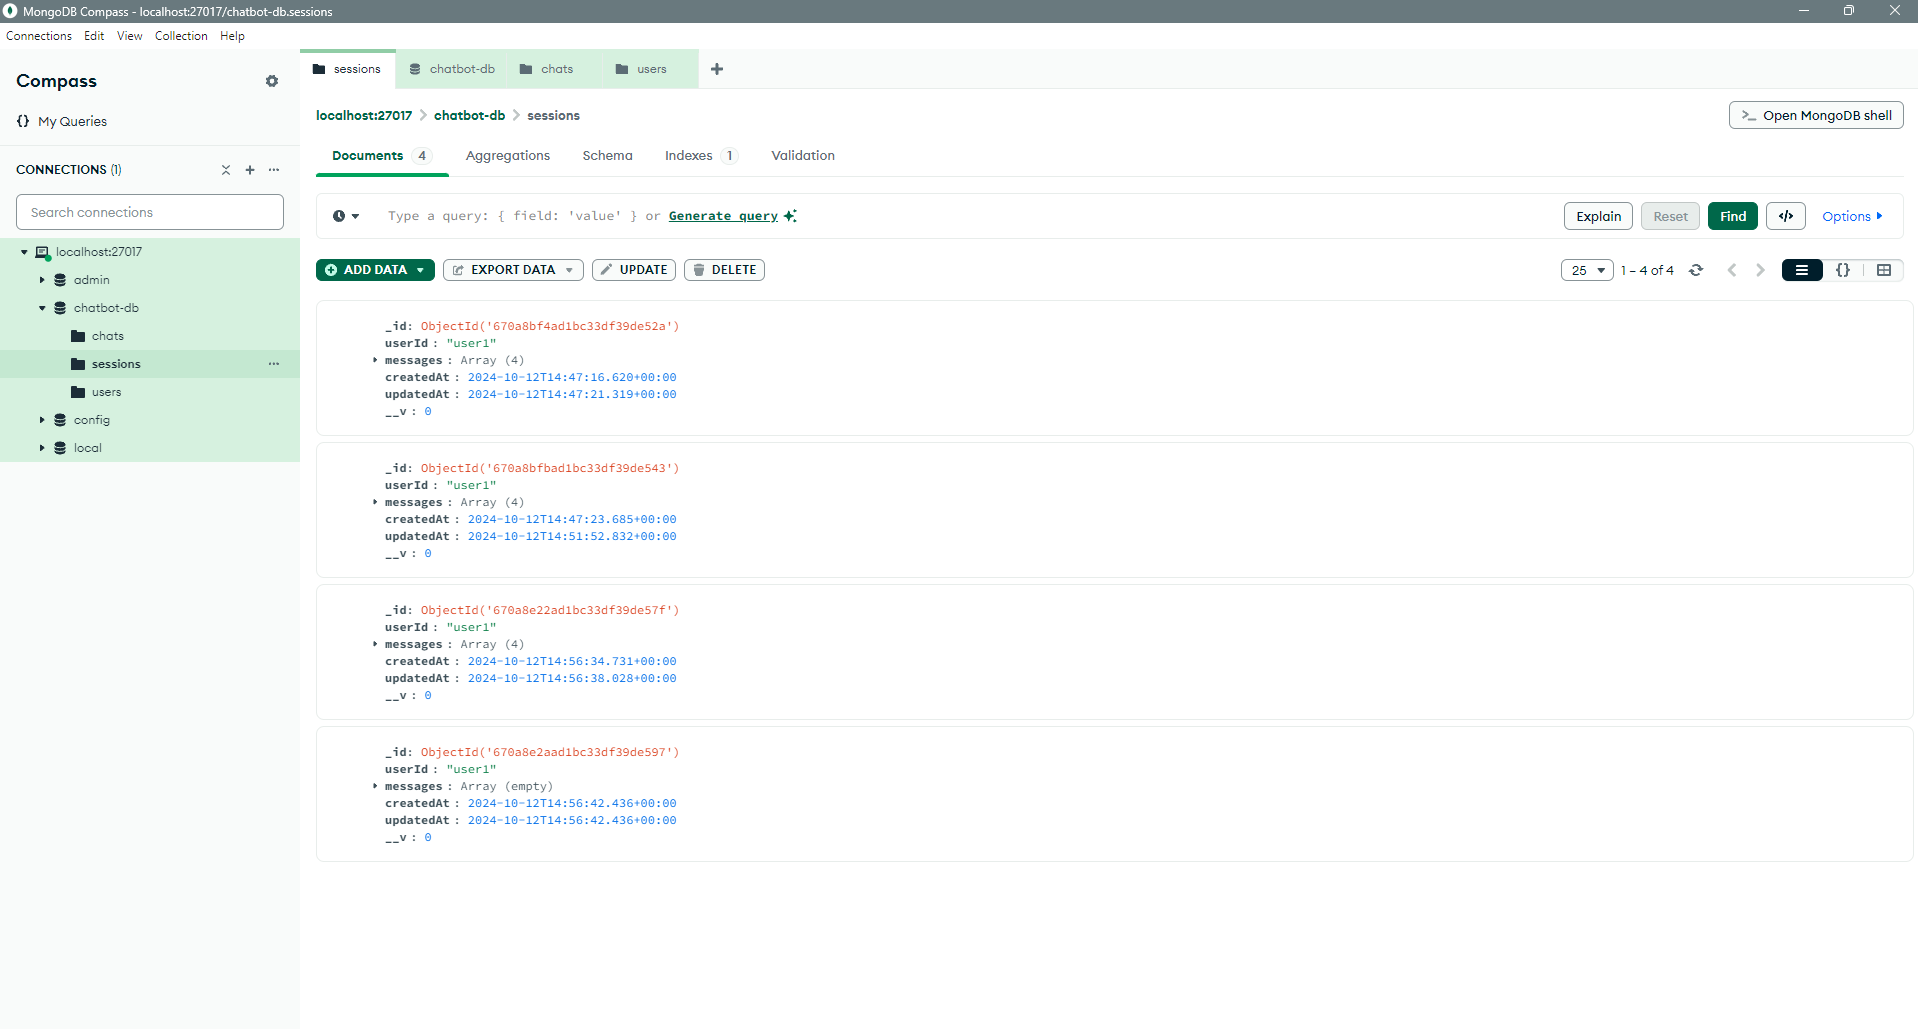 MongoDB Compass - localhost:27017/chatbot-db.sessions
Connections Edit View Collection Help
Compass
My Queries
CONNECTIONS (1)
Search connections
localhost:27017
admin
chatbot-db
chats
sessions
users
config
local
sessions chatbot-db chats users
localhost:27017 > chatbot-db > sessions
Open MongoDB shell
Documents 4 Aggregations Schema Indexes 1 Validation
Type a query: { field: 'value' } or Generate query
Explain Reset Find </> Options
ADD DATA EXPORT DATA UPDATE DELETE
25 1 – 4 of 4 {}
_id: ObjectId('670a8bf4ad1bc33df39de52a')
userId : "user1"
messages : Array (4)
createdAt : 2024-10-12T14:47:16.620+00:00
updatedAt : 2024-10-12T14:47:21.319+00:00
__v : 0
_id: ObjectId('670a8bfbad1bc33df39de543')
userId : "user1"
messages : Array (4)
createdAt : 2024-10-12T14:47:23.685+00:00
updatedAt : 2024-10-12T14:51:52.832+00:00
__v : 0
_id: ObjectId('670a8e22ad1bc33df39de57f')
userId : "user1"
messages : Array (4)
createdAt : 2024-10-12T14:56:34.731+00:00
updatedAt : 2024-10-12T14:56:38.028+00:00
__v : 0
_id: ObjectId('670a8e2aad1bc33df39de597')
userId : "user1"
messages : Array (empty)
createdAt : 2024-10-12T14:56:42.436+00:00
updatedAt : 2024-10-12T14:56:42.436+00:00
__v : 0